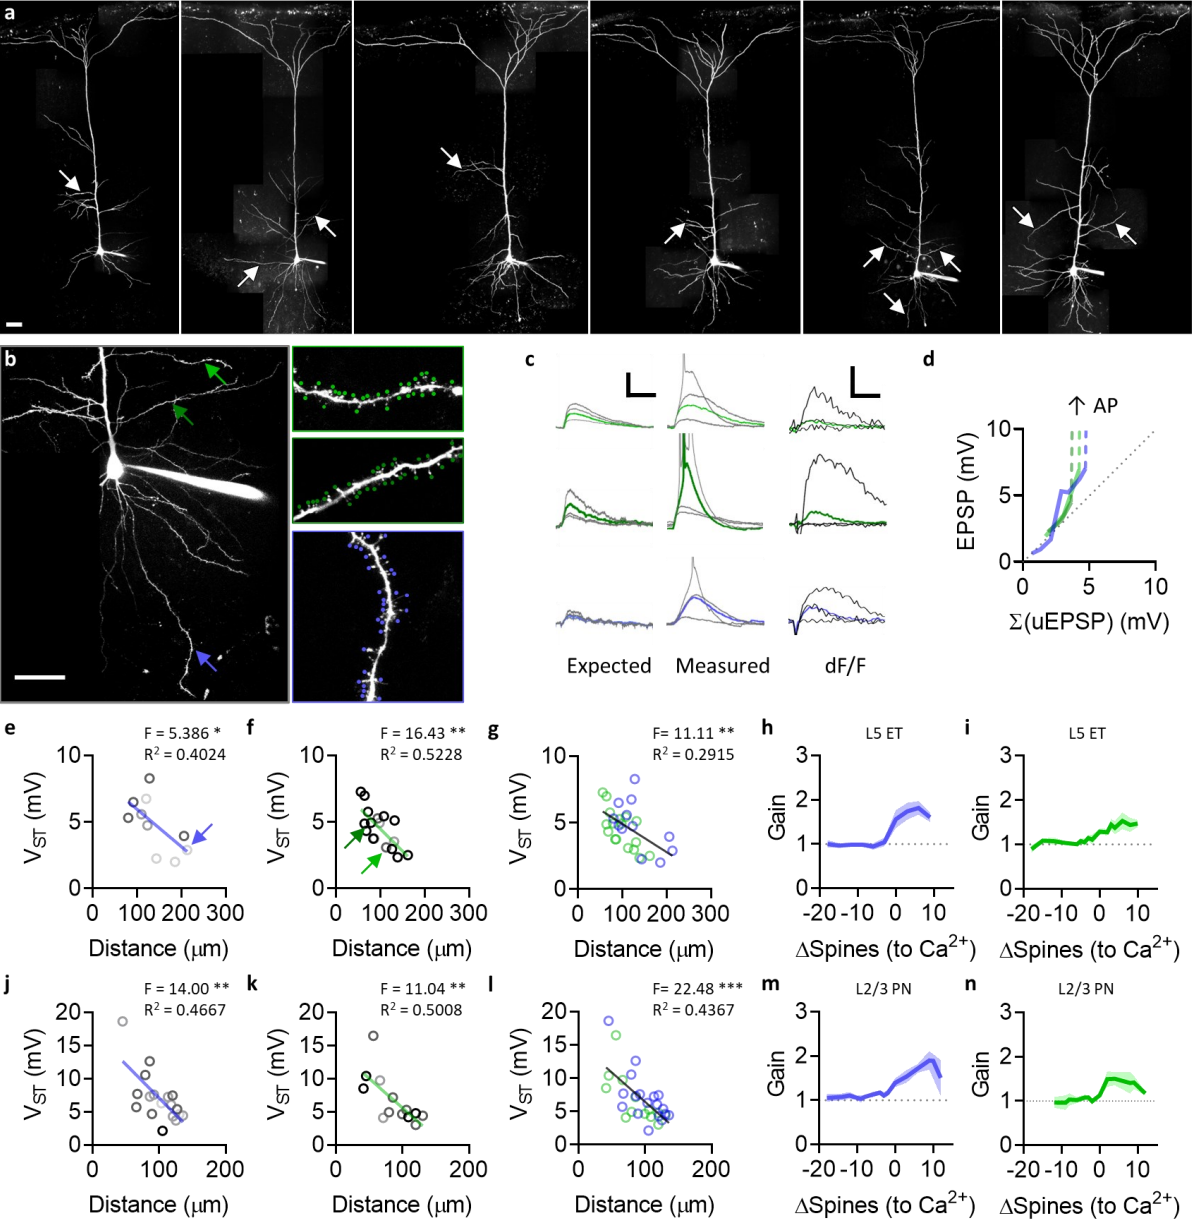 a
b
c
d
Expected
Measured
dF/F
↑ AP
EPSP (mV)
10
5
0
0
5
10
Σ(uEPSP) (mV)
e
F = 5.386 *
R² = 0.4024
V_ST (mV)
10
5
0
0
100
200
300
Distance (μm)
f
F = 16.43 **
R² = 0.5228
V_ST (mV)
10
5
0
0
100
200
300
Distance (μm)
g
F= 11.11 **
R² = 0.2915
V_ST (mV)
10
5
0
0
100
200
300
Distance (μm)
h
L5 ET
Gain
3
2
1
0
-20
-10
0
10
ΔSpines (to Ca²⁺)
i
L5 ET
Gain
3
2
1
0
-20
-10
0
10
ΔSpines (to Ca²⁺)
j
F = 14.00 **
R² = 0.4667
V_ST (mV)
20
15
10
5
0
0
100
200
Distance (μm)
k
F = 11.04 **
R² = 0.5008
V_ST (mV)
20
15
10
5
0
0
100
200
Distance (μm)
l
F= 22.48 ***
R² = 0.4367
V_ST (mV)
20
15
10
5
0
0
100
200
Distance (μm)
m
L2/3 PN
Gain
3
2
1
0
-20
-10
0
10
ΔSpines (to Ca²⁺)
n
L2/3 PN
Gain
3
2
1
0
-20
-10
0
10
ΔSpines (to Ca²⁺)